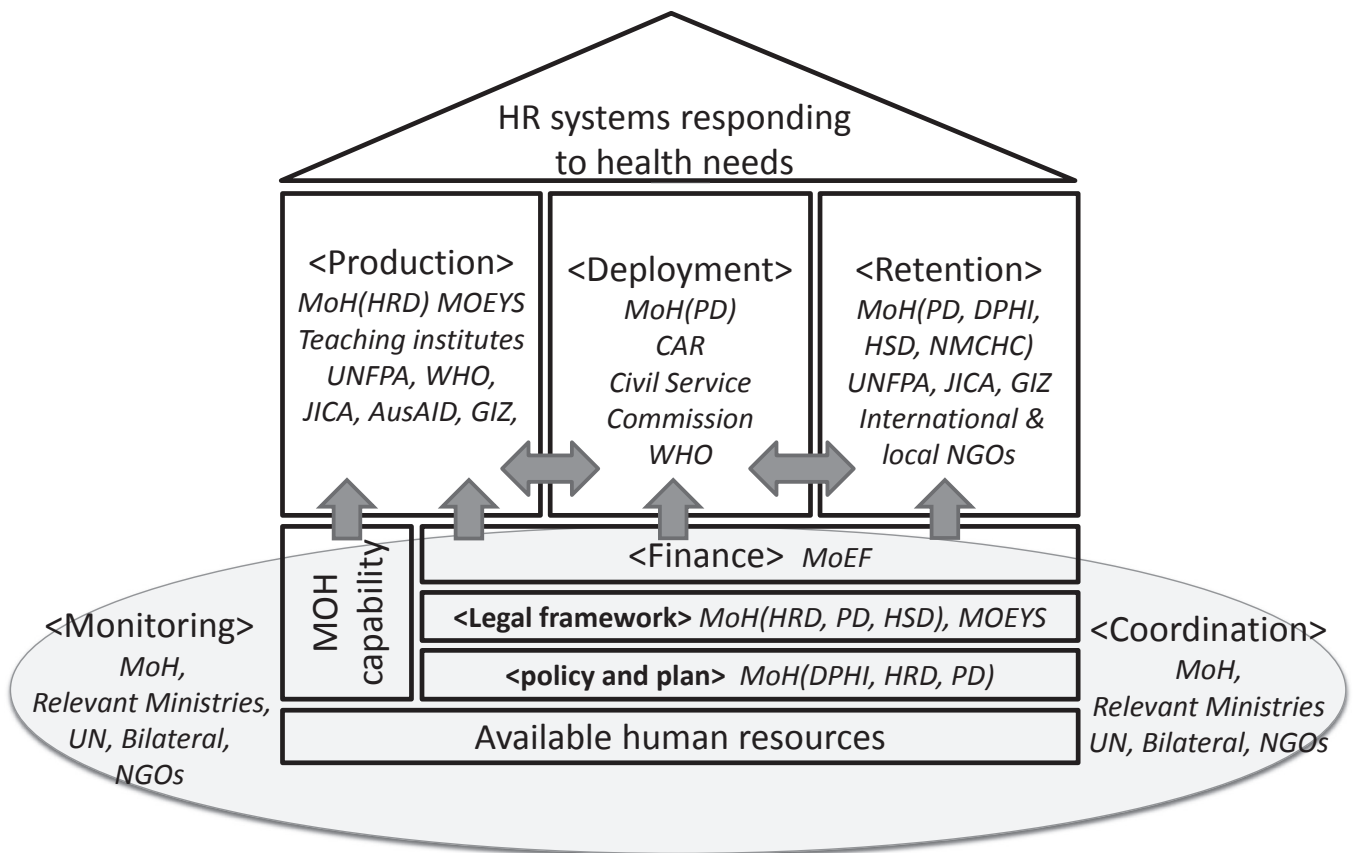 HR systems responding
to health needs
<Production>
MoH(HRD) MOEYS
Teaching institutes
UNFPA, WHO,
JICA, AusAID, GIZ,
<Deployment>
MoH(PD)
CAR
Civil Service
Commission
WHO
<Retention>
MoH(PD, DPHI,
HSD, NMCHC)
UNFPA, JICA, GIZ
International &
local NGOs
MOH
capability
<Finance> MoEF
<Legal framework> MoH(HRD, PD, HSD), MOEYS
<policy and plan> MoH(DPHI, HRD, PD)
Available human resources
<Monitoring>
MoH,
Relevant Ministries,
UN, Bilateral,
NGOs
<Coordination>
MoH,
Relevant Ministries
UN, Bilateral, NGOs